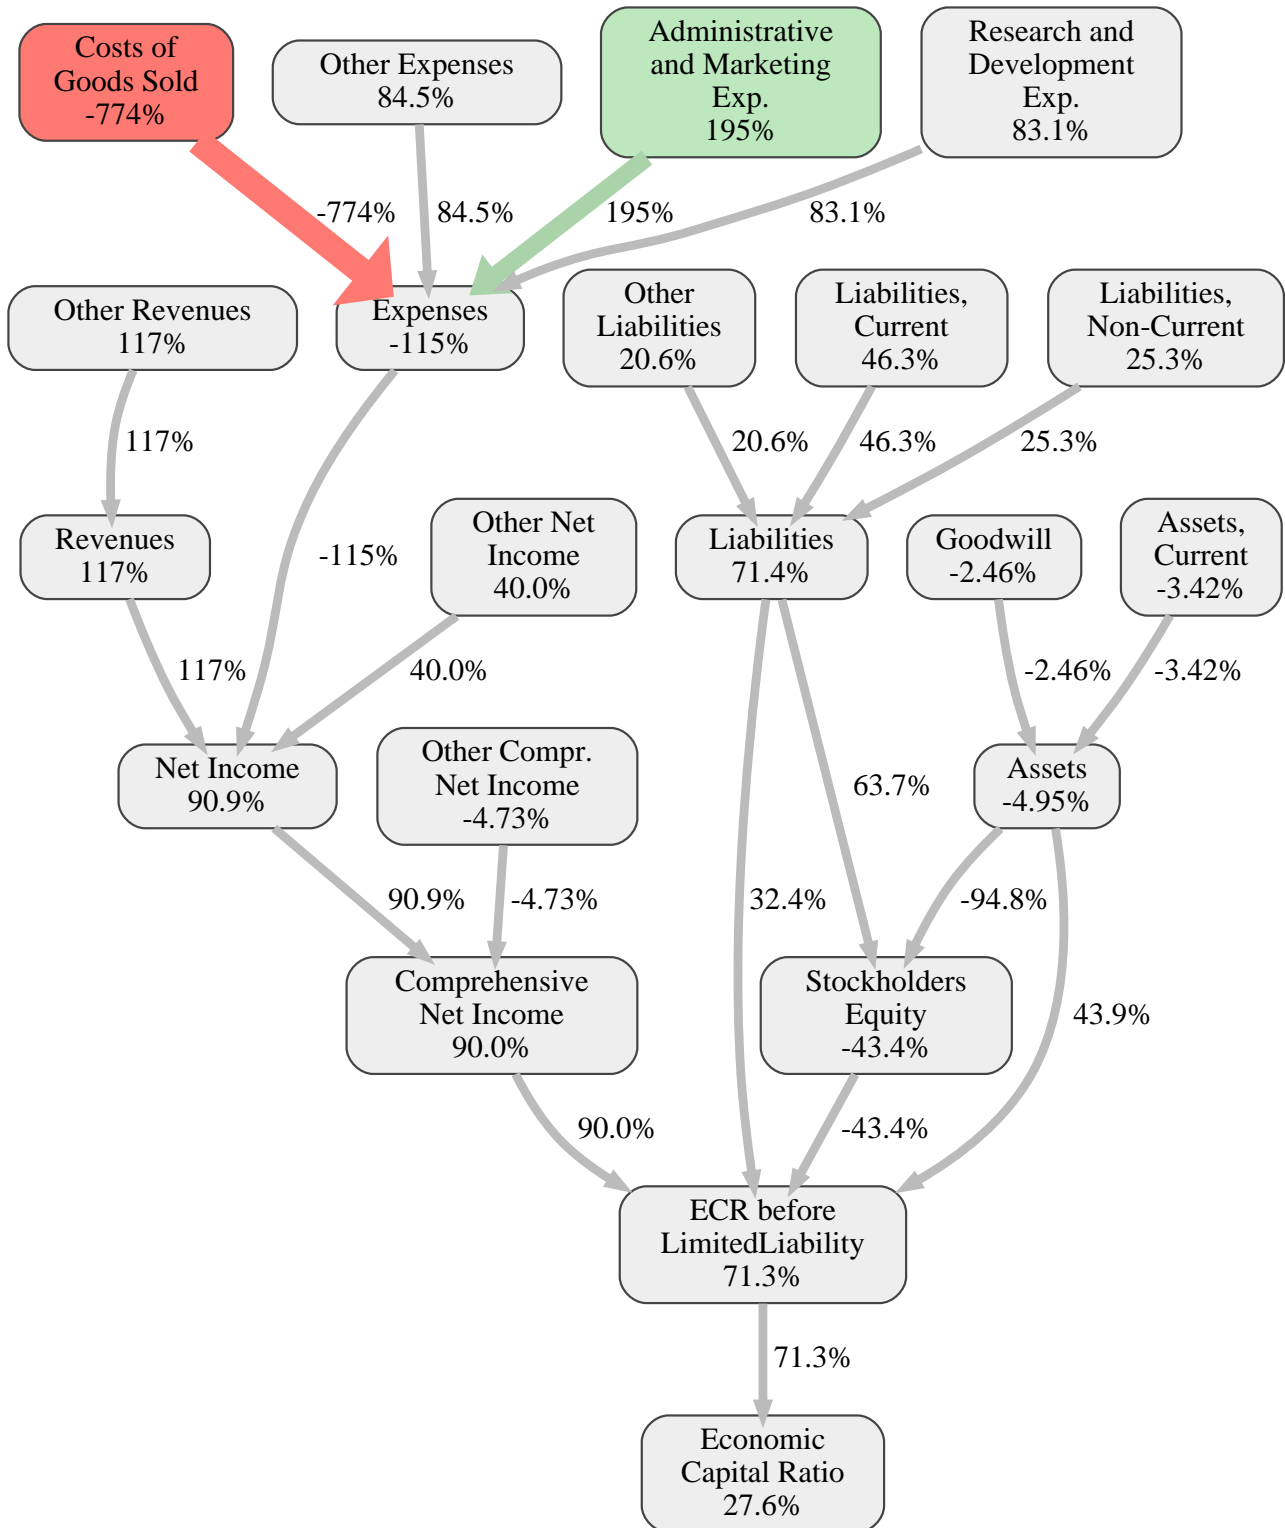 Costs of
Goods Sold
-774%
Other Expenses
84.5%
Administrative
and Marketing
Exp.
195%
Research and
Development
Exp.
83.1%
-774%
84.5%
195%
83.1%
Other Revenues
117%
Expenses
-115%
Other
Liabilities
20.6%
Liabilities,
Current
46.3%
Liabilities,
Non-Current
25.3%
117%
20.6%
46.3%
25.3%
Revenues
117%
-115%
Other Net
Income
40.0%
Liabilities
71.4%
Goodwill
-2.46%
Assets,
Current
-3.42%
117%
40.0%
-2.46%
-3.42%
Net Income
90.9%
Other Compr.
Net Income
-4.73%
63.7%
Assets
-4.95%
90.9%
-4.73%
32.4%
-94.8%
Comprehensive
Net Income
90.0%
Stockholders
Equity
-43.4%
43.9%
90.0%
-43.4%
ECR before
LimitedLiability
71.3%
71.3%
Economic
Capital Ratio
27.6%